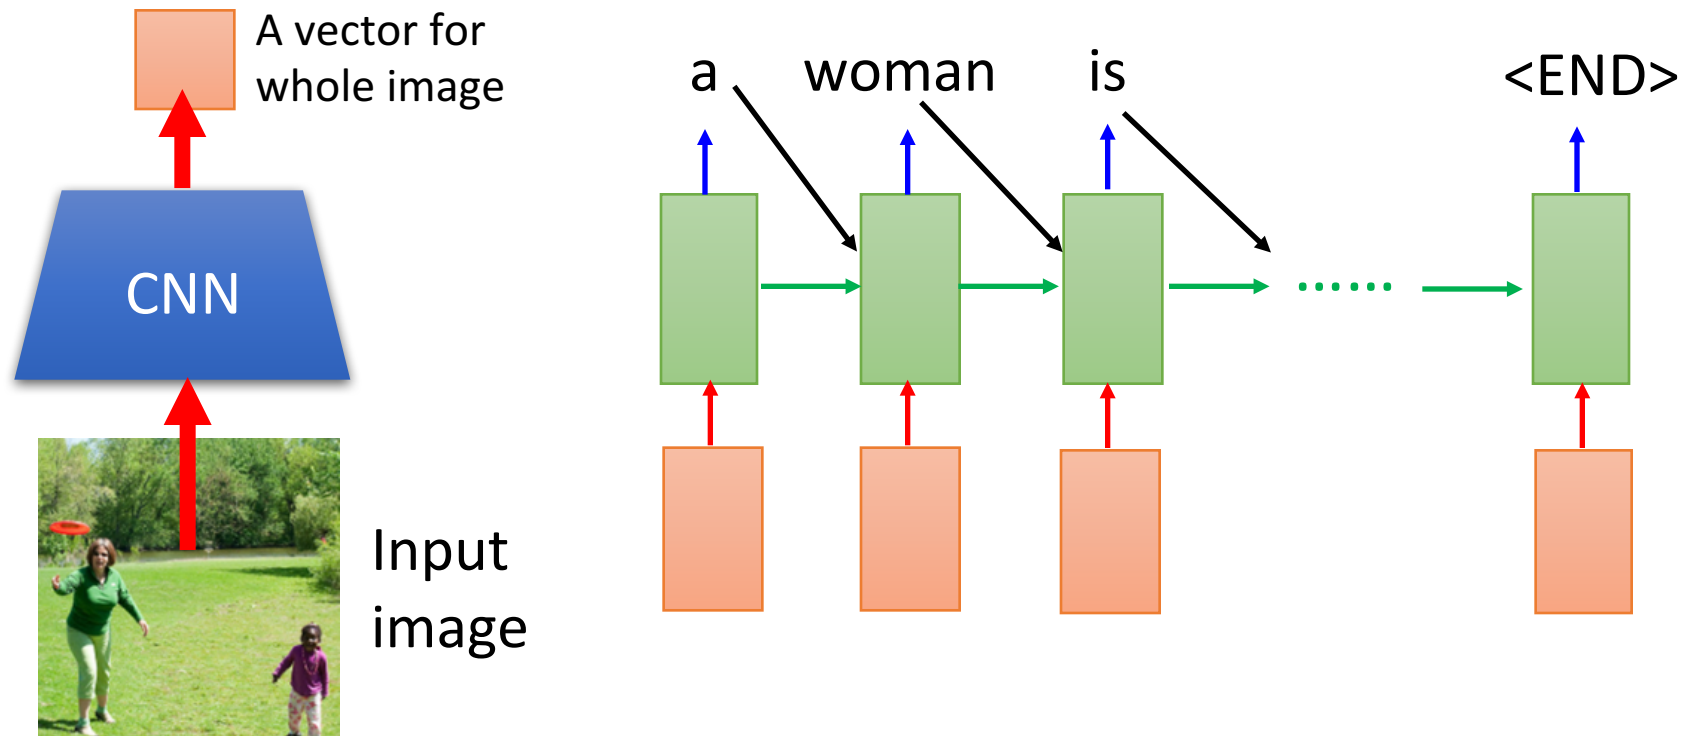 A vector for
whole image
CNN
Input
image
a woman is <END>
······